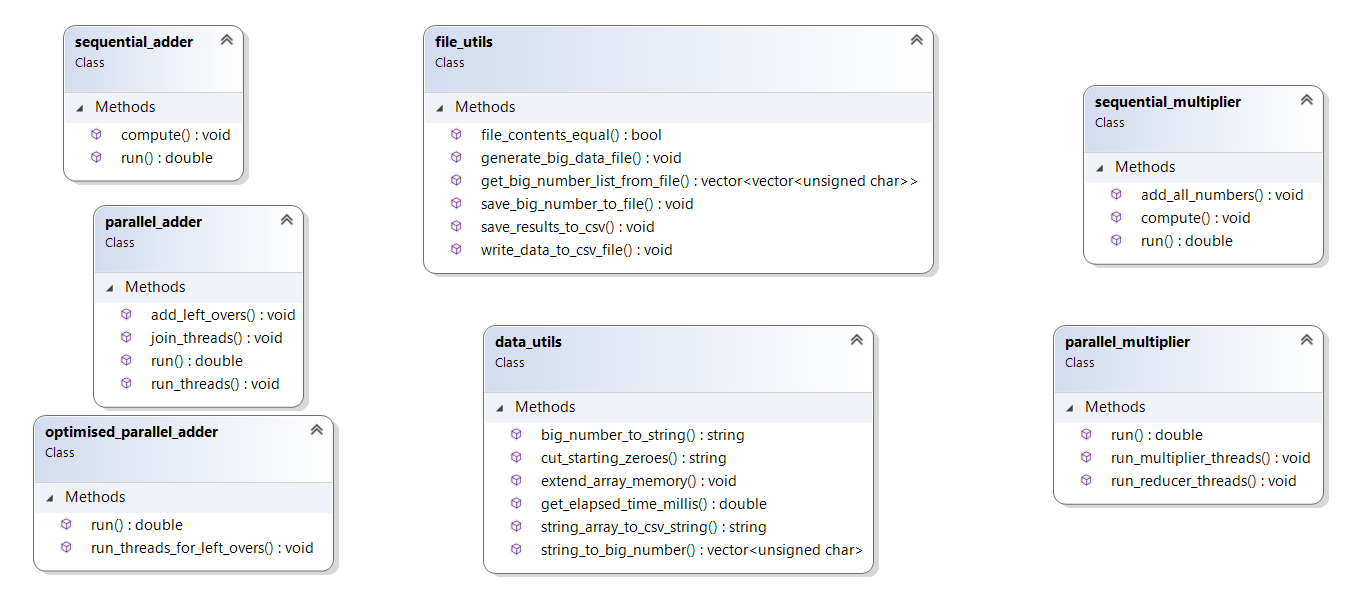 sequential_adder
Class
Methods
compute() : void
run() : double
parallel_adder
Class
Methods
add_left_overs() : void
join_threads() : void
run() : double
run_threads() : void
optimised_parallel_adder
Class
Methods
run() : double
run_threads_for_left_overs() : void
file_utils
Class
Methods
file_contents_equal() : bool
generate_big_data_file() : void
get_big_number_list_from_file() : vector<vector<unsigned char>>
save_big_number_to_file() : void
save_results_to_csv() : void
write_data_to_csv_file() : void
data_utils
Class
Methods
big_number_to_string() : string
cut_starting_zeroes() : string
extend_array_memory() : void
get_elapsed_time_millis() : double
string_array_to_csv_string() : string
string_to_big_number() : vector<unsigned char>
sequential_multiplier
Class
Methods
add_all_numbers() : void
compute() : void
run() : double
parallel_multiplier
Class
Methods
run() : double
run_multiplier_threads() : void
run_reducer_threads() : void